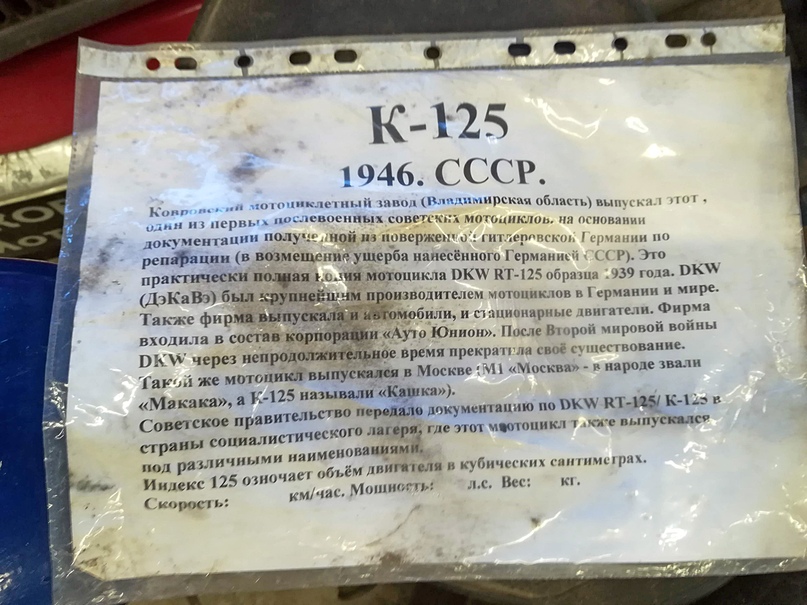 К-125
1946. СССР.
Ковровский мотоциклетный завод (Владимирская область) выпускал этот ,
один из первых послевоенных советских мотоциклов. на основании
документации полученной из поверженной гитлеровской Германии по
репарации (в возмещение ущерба нанесённого Германией СССР). Это
практически полная копия мотоцикла DKW RT-125 образца 1939 года. DKW
(ДэКаВэ) был крупнейшим производителем мотоциклов в Германии и мире.
Также фирма выпускала и автомобили, и стационарные двигатели. Фирма
входила в состав корпорации «Ауто Юнион». После Второй мировой войны
DKW через непродолжительное время прекратила своё существование.
Такой же мотоцикл выпускался в Москве (М1 «Москва» - в народе звали
«Макака», а К-125 называли «Кашка»).
Советское правительство передало документацию по DKW RT-125/ К-125 в
страны социалистического лагеря, где этот мотоцикл также выпускался
под различными наименованиями.
Индекс 125 озночает объём двигателя в кубических сантиметрах.
Скорость: км/час. Мощность: л.с. Вес: кг.